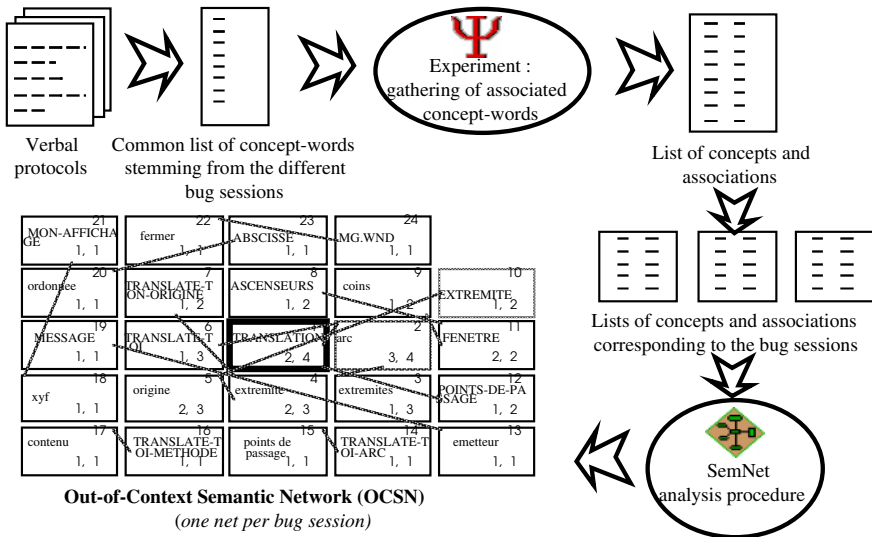 Ψ
Experiment :
gathering of associated
concept-words
Verbal
protocols
Common list of concept-words
stemming from the different
bug sessions
List of concepts and
associations
21
MON-AFFICHA
GE
1, 1
22
fermer
1, 1
23
ABSCISSE
1, 1
24
MG.WND
1, 1
20
ordonnee
1, 1
7
TRANSLATE-T
ON-ORIGINE
1, 2
8
ASCENSEURS
1, 2
9
coins
1, 2
10
EXTREMITE
1, 2
19
MESSAGE
1, 1
6
TRANSLATE-T
OI
1, 3
1
TRANSLATION
2, 4
2
arc
3, 4
11
FENETRE
2, 2
18
xyf
1, 1
5
origine
2, 3
4
extremite
2, 3
3
extremites
1, 3
12
POINTS-DE-PA
SSAGE
1, 2
17
contenu
1, 1
16
TRANSLATE-T
OI-METHODE
1, 1
15
points de
passage
1, 1
14
TRANSLATE-T
OI-ARC
1, 1
13
emetteur
1, 1
Lists of concepts and associations
corresponding to the bug sessions
SemNet
analysis procedure
Out-of-Context Semantic Network (OCSN)
(one net per bug session)